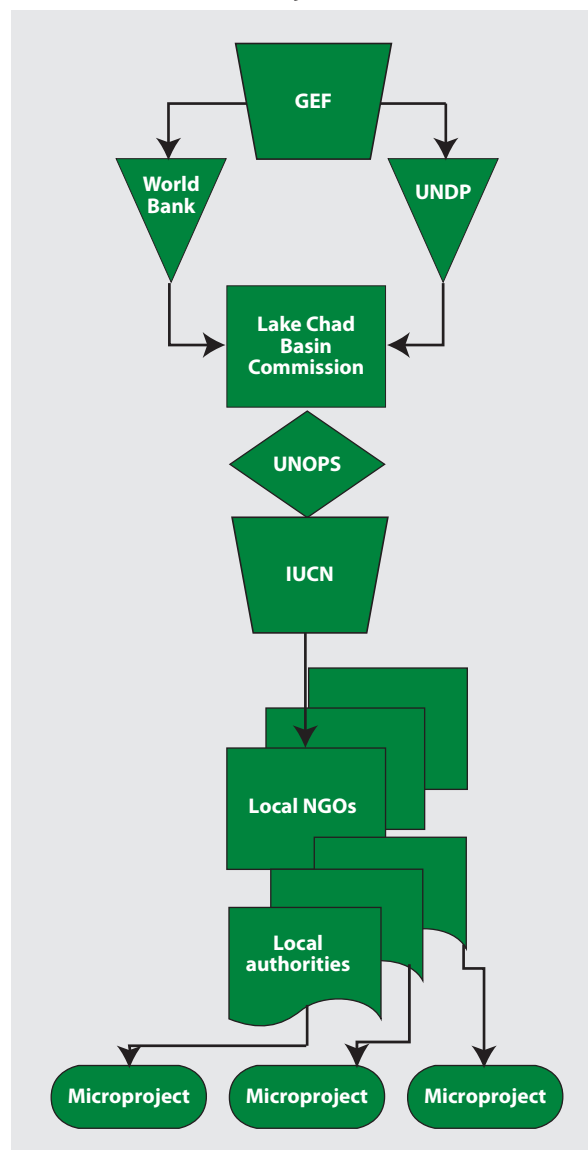 GEF
World
Bank
UNDP
Lake Chad
Basin
Commission
UNOPS
IUCN
Local NGOs
Local
authorities
Microproject
Microproject
Microproject